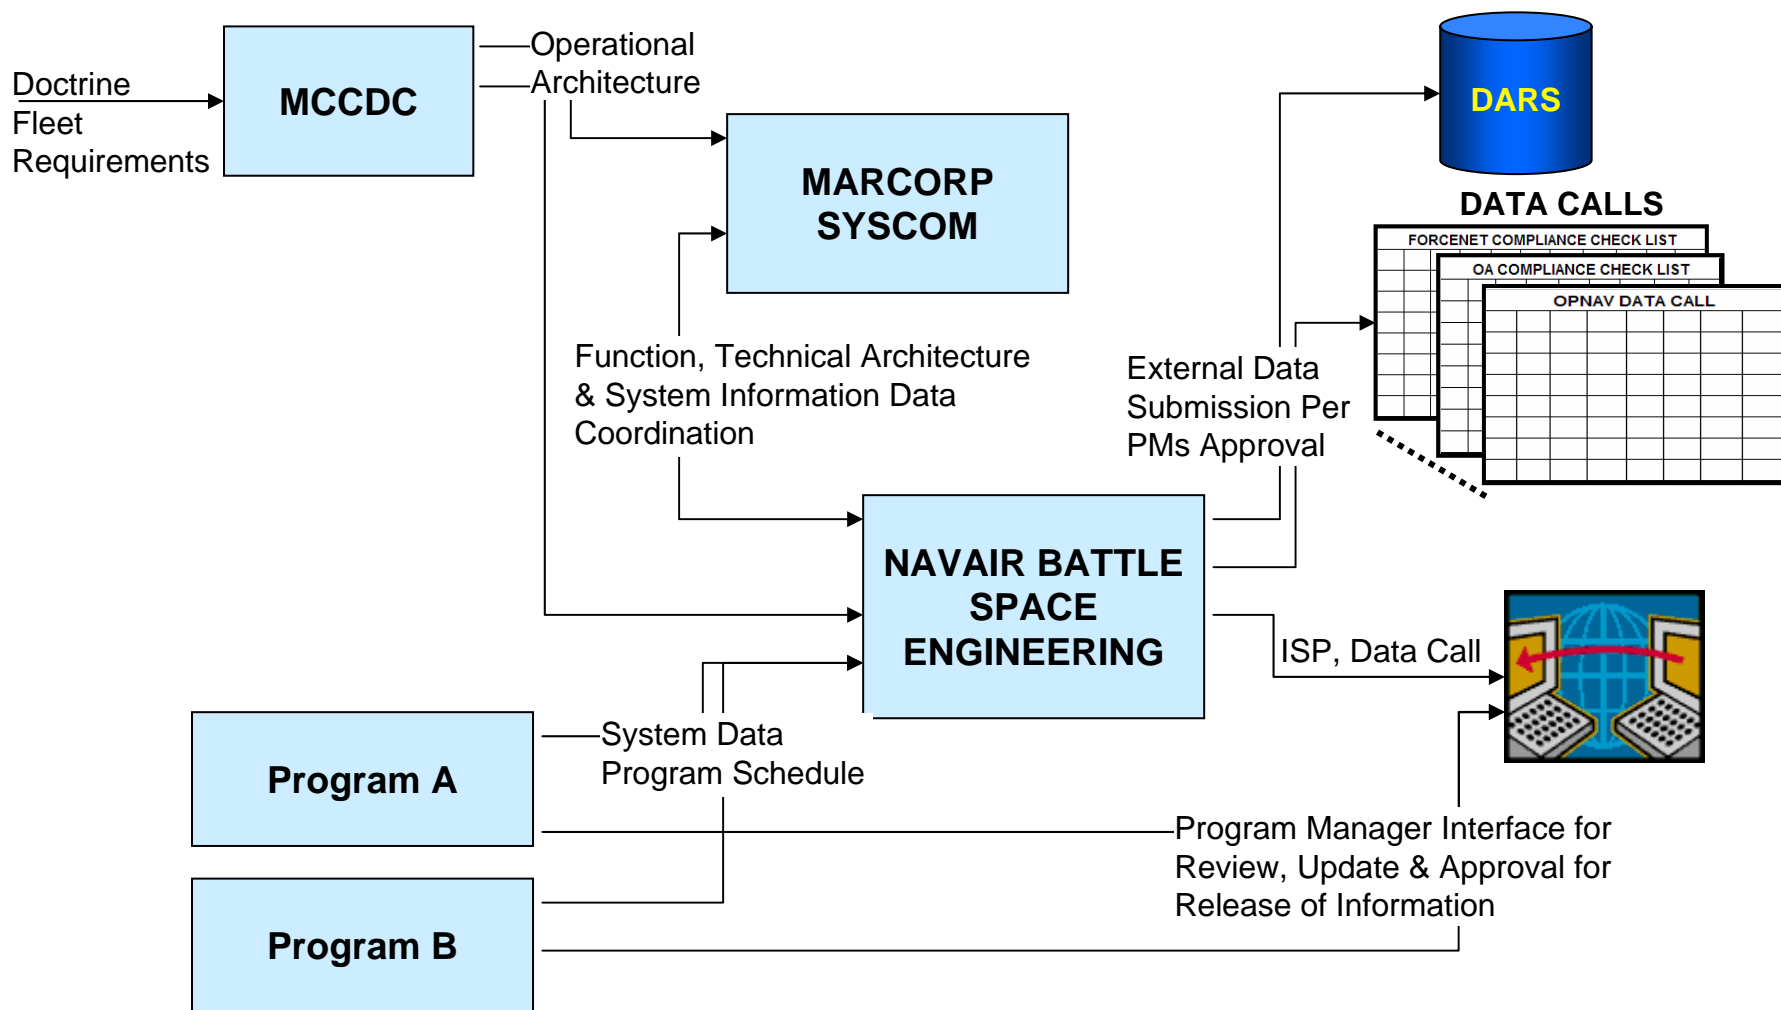 Doctrine
Fleet
Requirements
MCCDC
Operational
Architecture
MARCORP
SYSCOM
DARS
DATA CALLS
FORCENET COMPLIANCE CHECK LIST
OA COMPLIANCE CHECK LIST
OPNAV DATA CALL
Function, Technical Architecture
& System Information Data
Coordination
External Data
Submission Per
PMs Approval
NAVAIR BATTLE
SPACE
ENGINEERING
ISP, Data Call
System Data
Program Schedule
Program A
Program Manager Interface for
Review, Update & Approval for
Release of Information
Program B